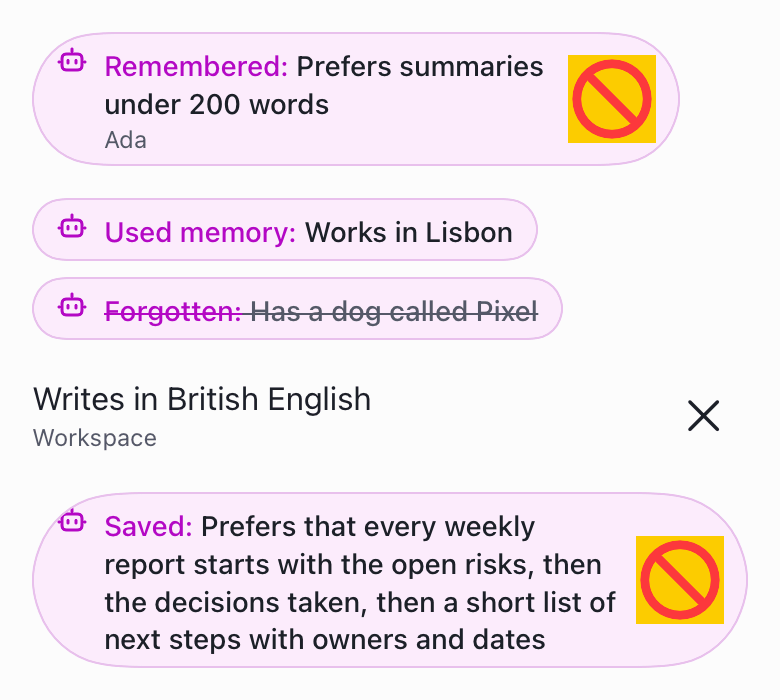 Remembered: Prefers summaries
under 200 words
Ada
Used memory: Works in Lisbon
Forgotten: Has a dog called Pixel
Writes in British English
Workspace
Saved: Prefers that every weekly
report starts with the open risks, then
the decisions taken, then a short list of
next steps with owners and dates